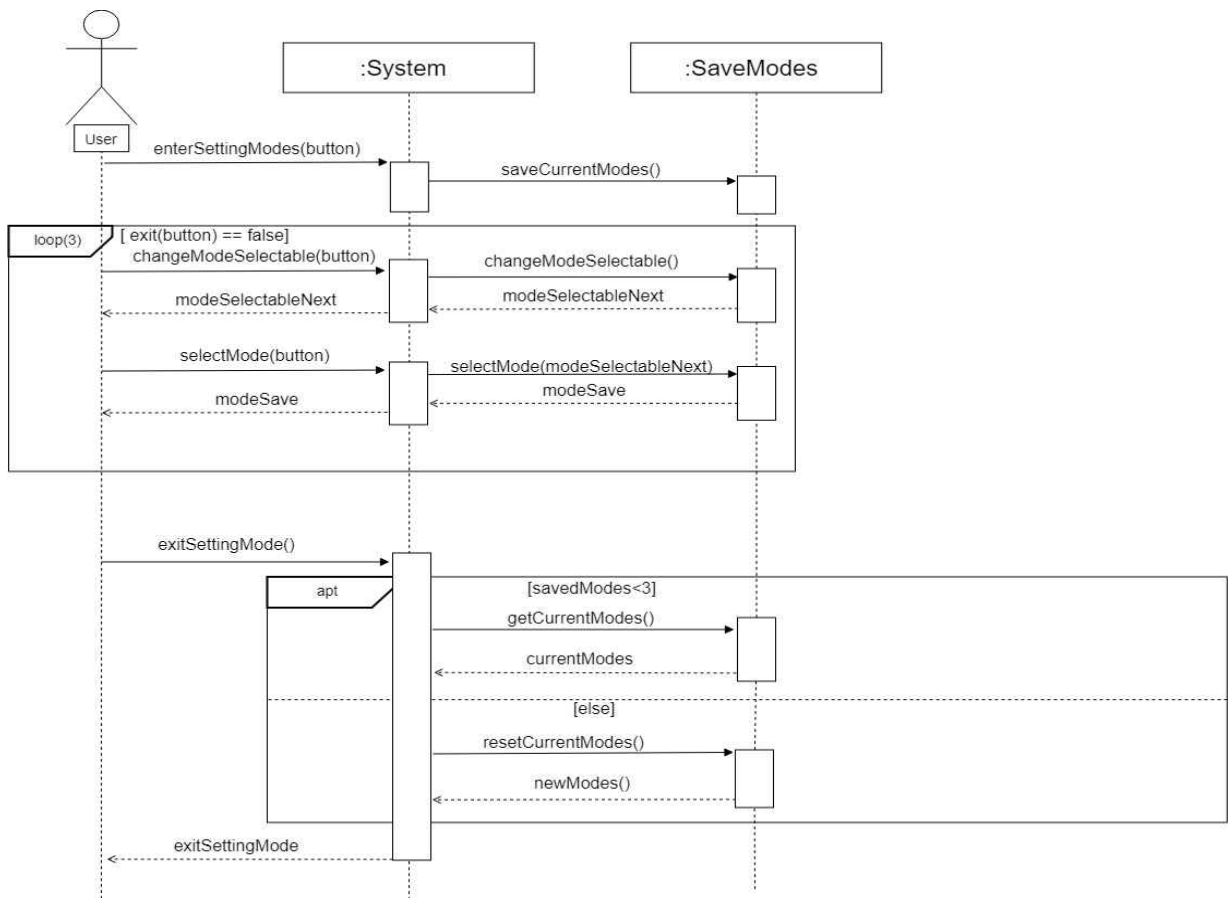 :System
:SaveModes
User
enterSettingModes(button)
saveCurrentModes()
loop(3)
[ exit(button) == false]
changeModeSelectable(button)
changeModeSelectable()
modeSelectableNext
modeSelectableNext
selectMode(button)
selectMode(modeSelectableNext)
modeSave
modeSave
exitSettingMode()
apt
[savedModes<3]
getCurrentModes()
currentModes
[else]
resetCurrentModes()
newModes()
exitSettingMode